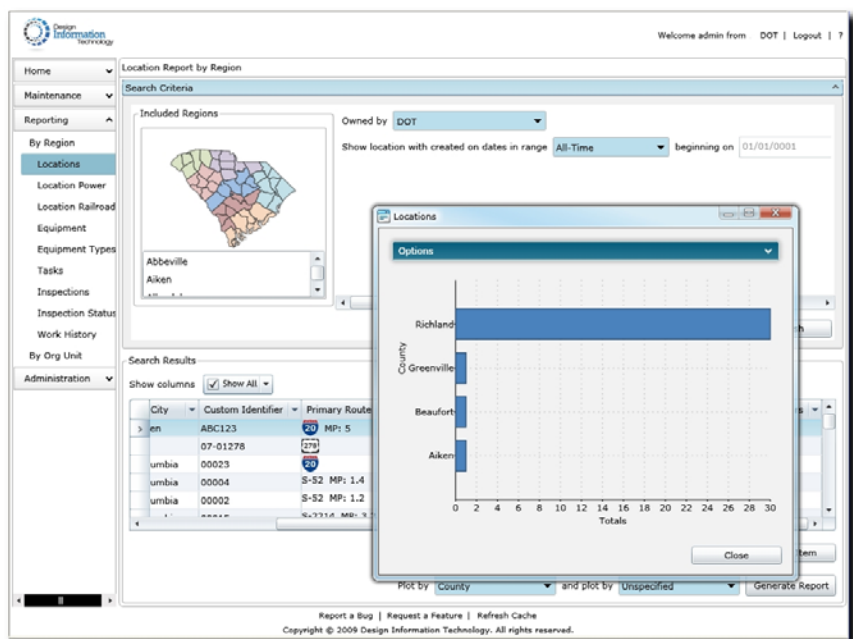 Design
Information
Technology
Welcome admin from DOT | Logout | ?
Home
Maintenance
Reporting
By Region
Locations
Location Power
Location Railroad
Equipment
Equipment Types
Tasks
Inspections
Inspection Status
Work History
By Org Unit
Administration
Location Report by Region
Search Criteria
Included Regions
Abbeville
Aiken
Owned by DOT
Show location with created on dates in range All-Time beginning on 01/01/0001
Search Results
Show columns Show All
City Custom Identifier Primary Route
en ABC123 20 MP: 5
07-01278 278
umbia 00023 20
umbia 00004 S-52 MP: 1.4
umbia 00002 S-52 MP: 1.2
Locations
Options
County
Richland
Greenville
Beaufort
Aiken
0 2 4 6 8 10 12 14 16 18 20 22 24 26 28 30
Totals
Close
h
s
tem
Plot by County and plot by Unspecified Generate Report
Report a Bug | Request a Feature | Refresh Cache
Copyright © 2009 Design Information Technology. All rights reserved.